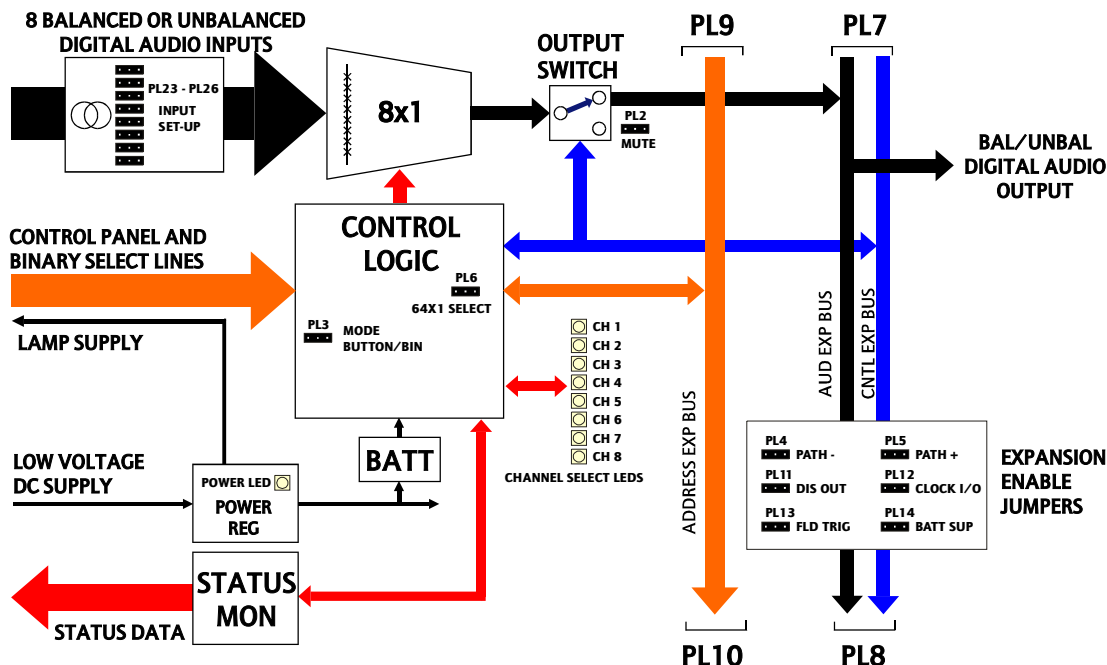 8 BALANCED OR UNBALANCED
DIGITAL AUDIO INPUTS
PL23 - PL26
INPUT
SET-UP
8x1
OUTPUT
SWITCH
PL2
MUTE
PL9
PL7
BAL/UNBAL
DIGITAL AUDIO
OUTPUT
CONTROL PANEL AND
BINARY SELECT LINES
LAMP SUPPLY
CONTROL
LOGIC
PL6
64X1 SELECT
PL3
MODE
BUTTON/BIN
CH 1
CH 2
CH 3
CH 4
CH 5
CH 6
CH 7
CH 8
CHANNEL SELECT LEDS
LOW VOLTAGE
DC SUPPLY
POWER LED
POWER
REG
BATT
STATUS
MON
STATUS DATA
ADDRESS EXP BUS
AUD EXP BUS
CNTL EXP BUS
PL4
PATH -
PL5
PATH +
PL11
DIS OUT
PL12
CLOCK I/O
PL13
FLD TRIG
PL14
BATT SUP
EXPANSION
ENABLE
JUMPERS
PL10
PL8